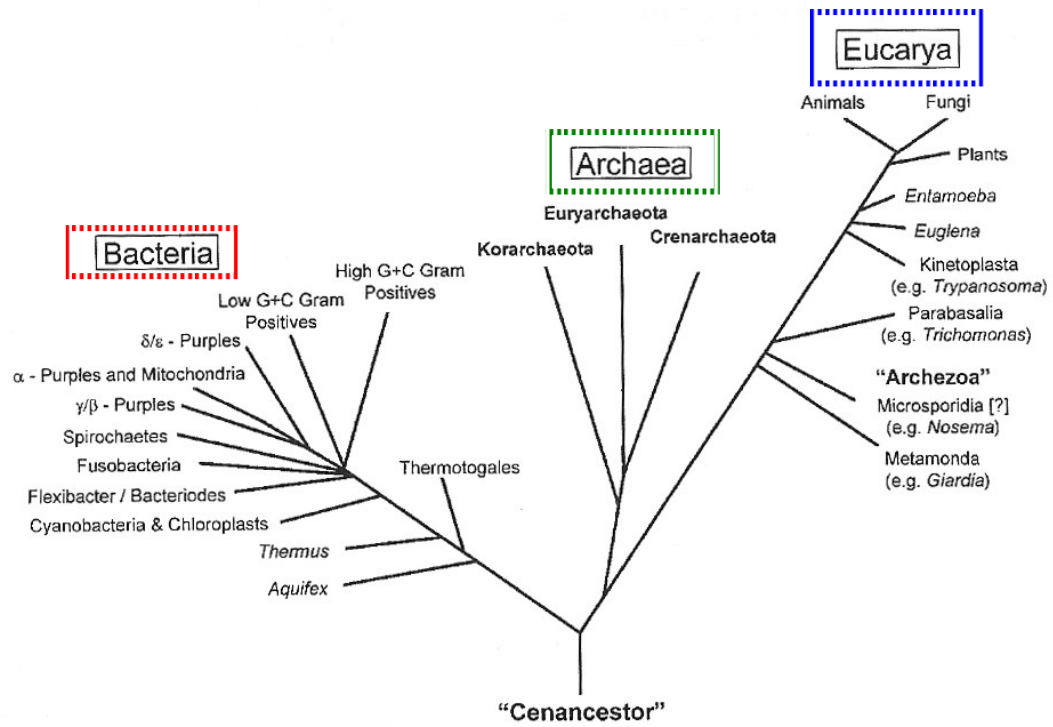 Eucarya
Animals
Fungi
Plants
Entamoeba
Euglena
Kinetoplasta
(e.g. Trypanosoma)
Parabasalia
(e.g. Trichomonas)
“Archezoa”
Microsporidia [?]
(e.g. Nosema)
Metamonda
(e.g. Giardia)
Archaea
Euryarchaeota
Korarchaeota
Crenarchaeota
Bacteria
High G+C Gram
Positives
Low G+C Gram
Positives
δ/ε - Purples
α - Purples and Mitochondria
γ/β - Purples
Spirochaetes
Fusobacteria
Flexibacter / Bacteriodes
Cyanobacteria & Chloroplasts
Thermotogales
Thermus
Aquifex
“Cenancestor”